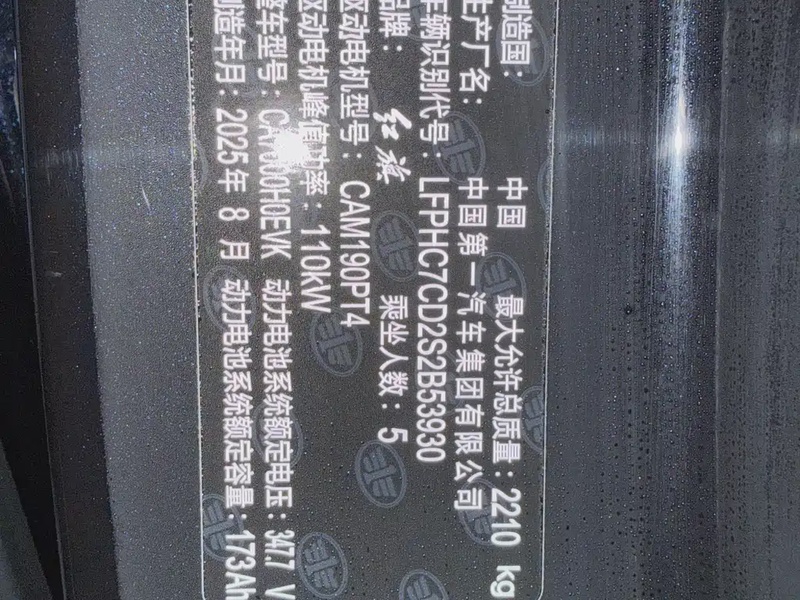 制造国：中国 最大允许总质量：2210 kg
生产厂名：中国第一汽车集团有限公司
车辆识别代号：LFPHC7CD2S2B53930
品牌：红旗 乘坐人数：5
驱动电机型号：CAM190PT4
驱动电机峰值功率：110kW
整车型号：CA7000H0EVK 动力电池系统额定电压：347.7 V
制造年月：2025年 8 月 动力电池系统额定容量：173Ah